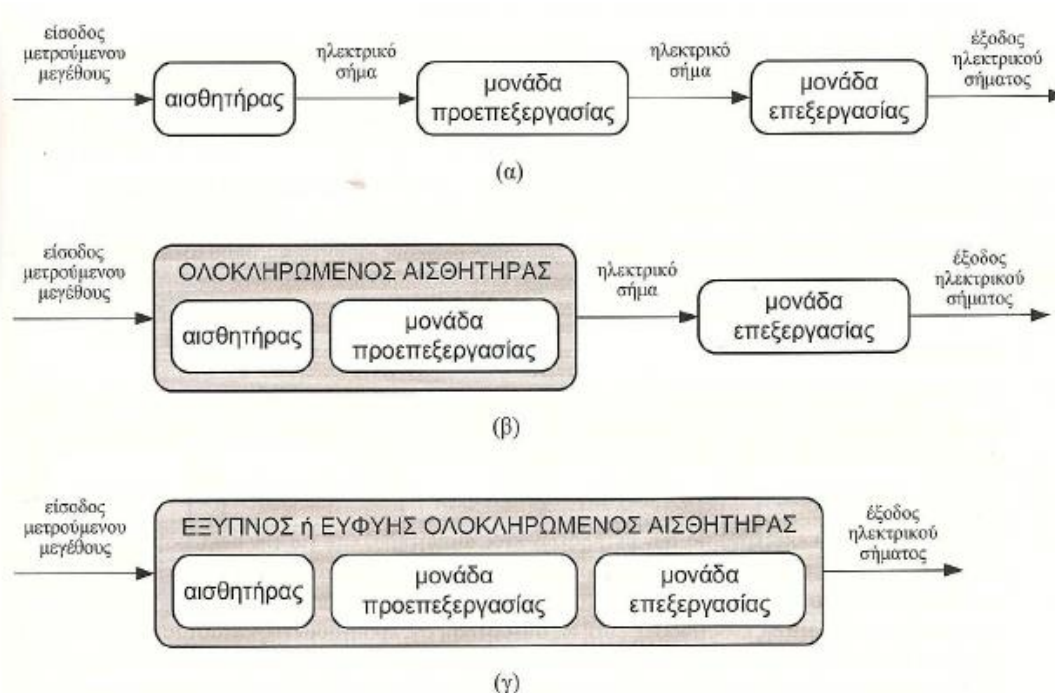 είσοδος
μετρούμενου
μεγέθους
αισθητήρας
ηλεκτρικό
σήμα
μονάδα
προεπεξεργασίας
ηλεκτρικό
σήμα
μονάδα
επεξεργασίας
έξοδος
ηλεκτρικού
σήματος
(α)
είσοδος
μετρούμενου
μεγέθους
ΟΛΟΚΛΗΡΩΜΕΝΟΣ ΑΙΣΘΗΤΗΡΑΣ
αισθητήρας
μονάδα
προεπεξεργασίας
ηλεκτρικό
σήμα
μονάδα
επεξεργασίας
έξοδος
ηλεκτρικού
σήματος
(β)
είσοδος
μετρούμενου
μεγέθους
ΕΞΥΠΝΟΣ ή ΕΥΦΥΗΣ ΟΛΟΚΛΗΡΩΜΕΝΟΣ ΑΙΣΘΗΤΗΡΑΣ
αισθητήρας
μονάδα
προεπεξεργασίας
μονάδα
επεξεργασίας
έξοδος
ηλεκτρικού
σήματος
(γ)